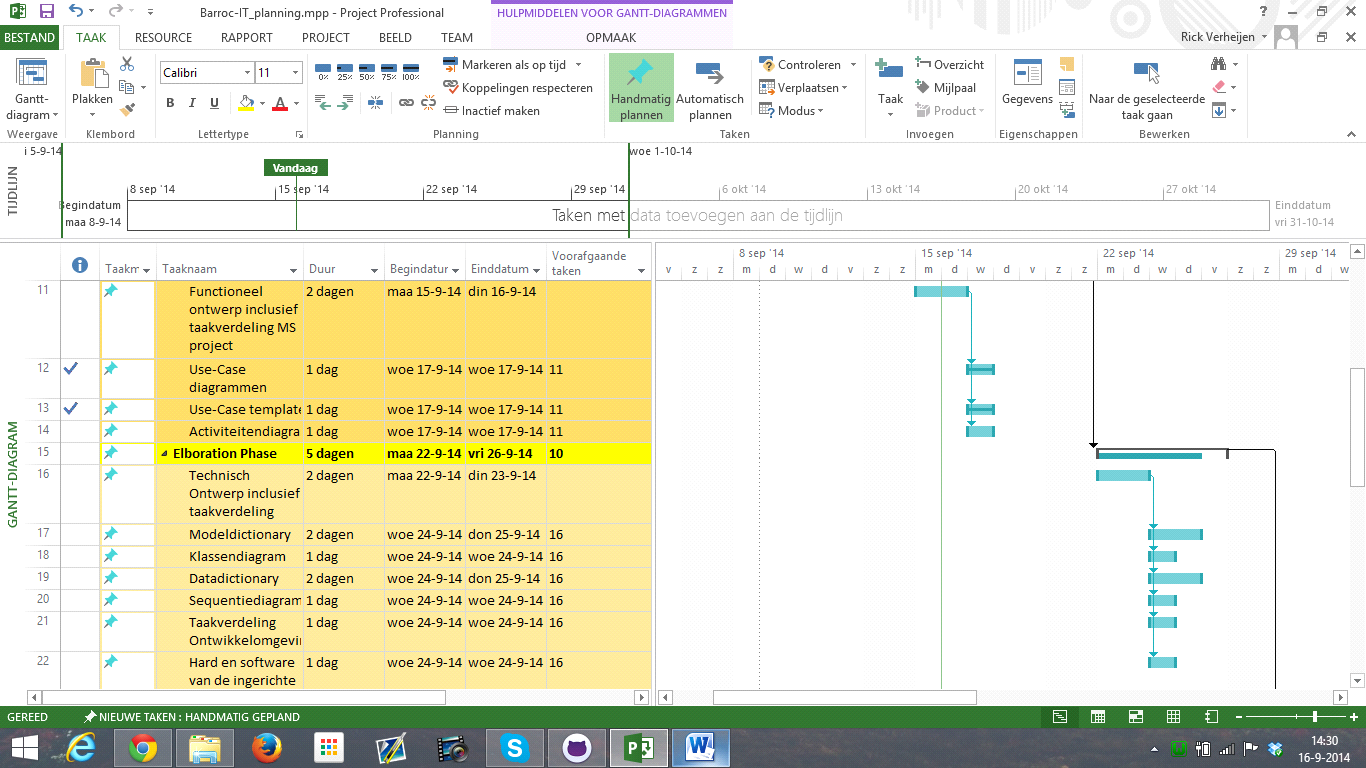 Barroc-IT_planning.mpp - Project Professional
HULPMIDDELEN VOOR GANTT-DIAGRAMMEN
BESTAND TAAK RESOURCE RAPPORT PROJECT BEELD TEAM OPMAAK
Rick Verheijen
Gantt-
diagram
Weergave
Plakken
Klembord
Calibri 11
B I U A
Lettertype
0% 25% 50% 75% 100%
Markeren als op tijd
Koppelingen respecteren
Inactief maken
Planning
Handmatig
plannen
Automatisch
plannen
Controleren
Verplaatsen
Modus
Taken
Taak
Overzicht
Mijlpaal
Product
Invoegen
Gegevens
Eigenschappen
Naar de geselecteerde
taak gaan
Bewerken
TIJDLIJN
i 5-9-14
woe 1-10-14
Vandaag
8 sep '14 15 sep '14 22 sep '14 29 sep '14 6 okt '14 13 okt '14 20 okt '14 27 okt '14
Begindatum
maa 8-9-14
Taken met data toevoegen aan de tijdlijn
Einddatum
vri 31-10-14
GANTT-DIAGRAM
Taakm Taaknaam Duur Begindatur Einddatum Voorafgaande
taken
8 sep '14 15 sep '14 22 sep '14 29 sep '14
v z z m d w d v z z m d w d v z z m d w d v z z m d w
11 Functioneel 2 dagen maa 15-9-14 din 16-9-14
ontwerp inclusief
taakverdeling MS
project
12 Use-Case 1 dag woe 17-9-14 woe 17-9-14 11
diagrammen
13 Use-Case template 1 dag woe 17-9-14 woe 17-9-14 11
14 Activiteitendiagra 1 dag woe 17-9-14 woe 17-9-14 11
15 Elboration Phase 5 dagen maa 22-9-14 vri 26-9-14 10
16 Technisch 2 dagen maa 22-9-14 din 23-9-14
Ontwerp inclusief
taakverdeling
17 Modeldictionary 2 dagen woe 24-9-14 don 25-9-14 16
18 Klassendiagram 1 dag woe 24-9-14 woe 24-9-14 16
19 Datadictionary 2 dagen woe 24-9-14 don 25-9-14 16
20 Sequentiediagram 1 dag woe 24-9-14 woe 24-9-14 16
21 Taakverdeling 1 dag woe 24-9-14 woe 24-9-14 16
Ontwikkelomgevi
22 Hard en software 1 dag woe 24-9-14 woe 24-9-14 16
van de ingerichte
GEREED NIEUWE TAKEN : HANDMATIG GEPLAND
14:30
16-9-2014